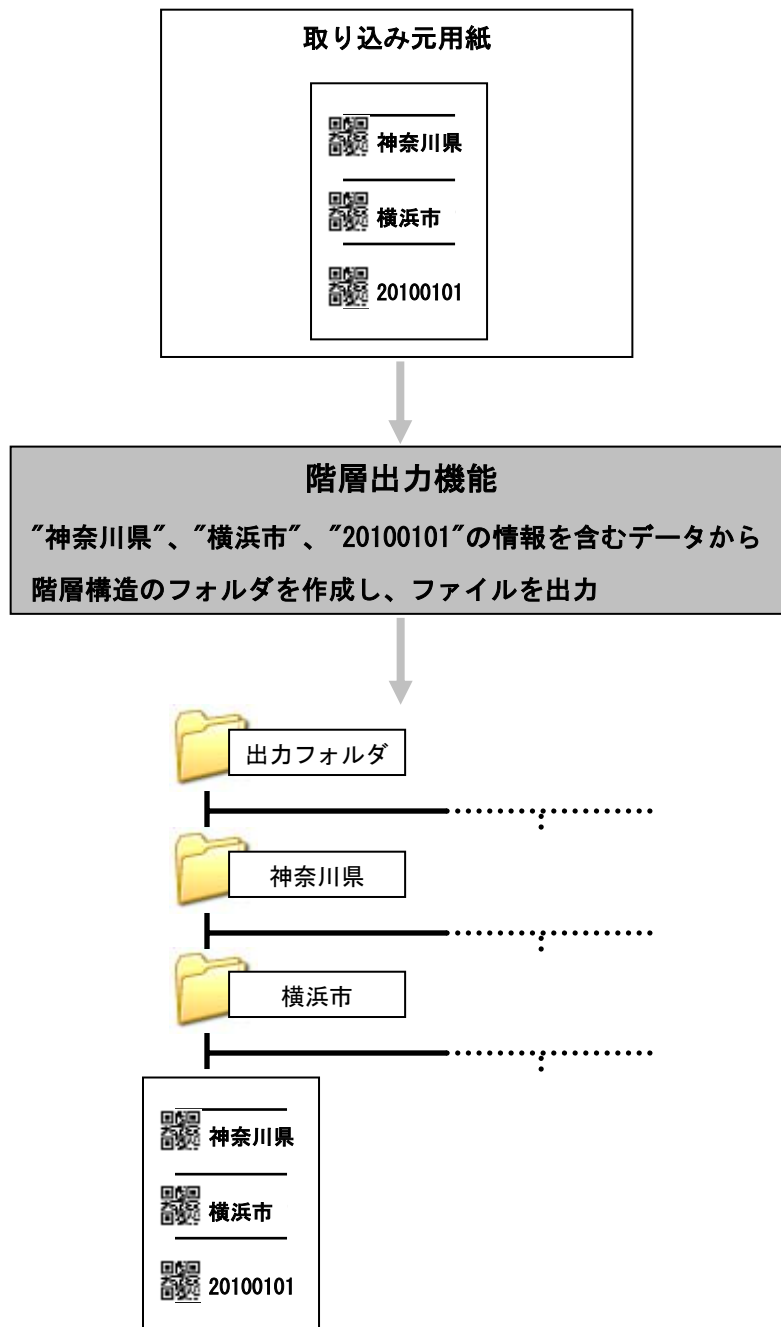 取り込み元用紙
神奈川県
横浜市
20100101
階層出力機能
"神奈川県"、"横浜市"、"20100101"の情報を含むデータから
階層構造のフォルダを作成し、ファイルを出力
出力フォルダ
神奈川県
横浜市
神奈川県
横浜市
20100101